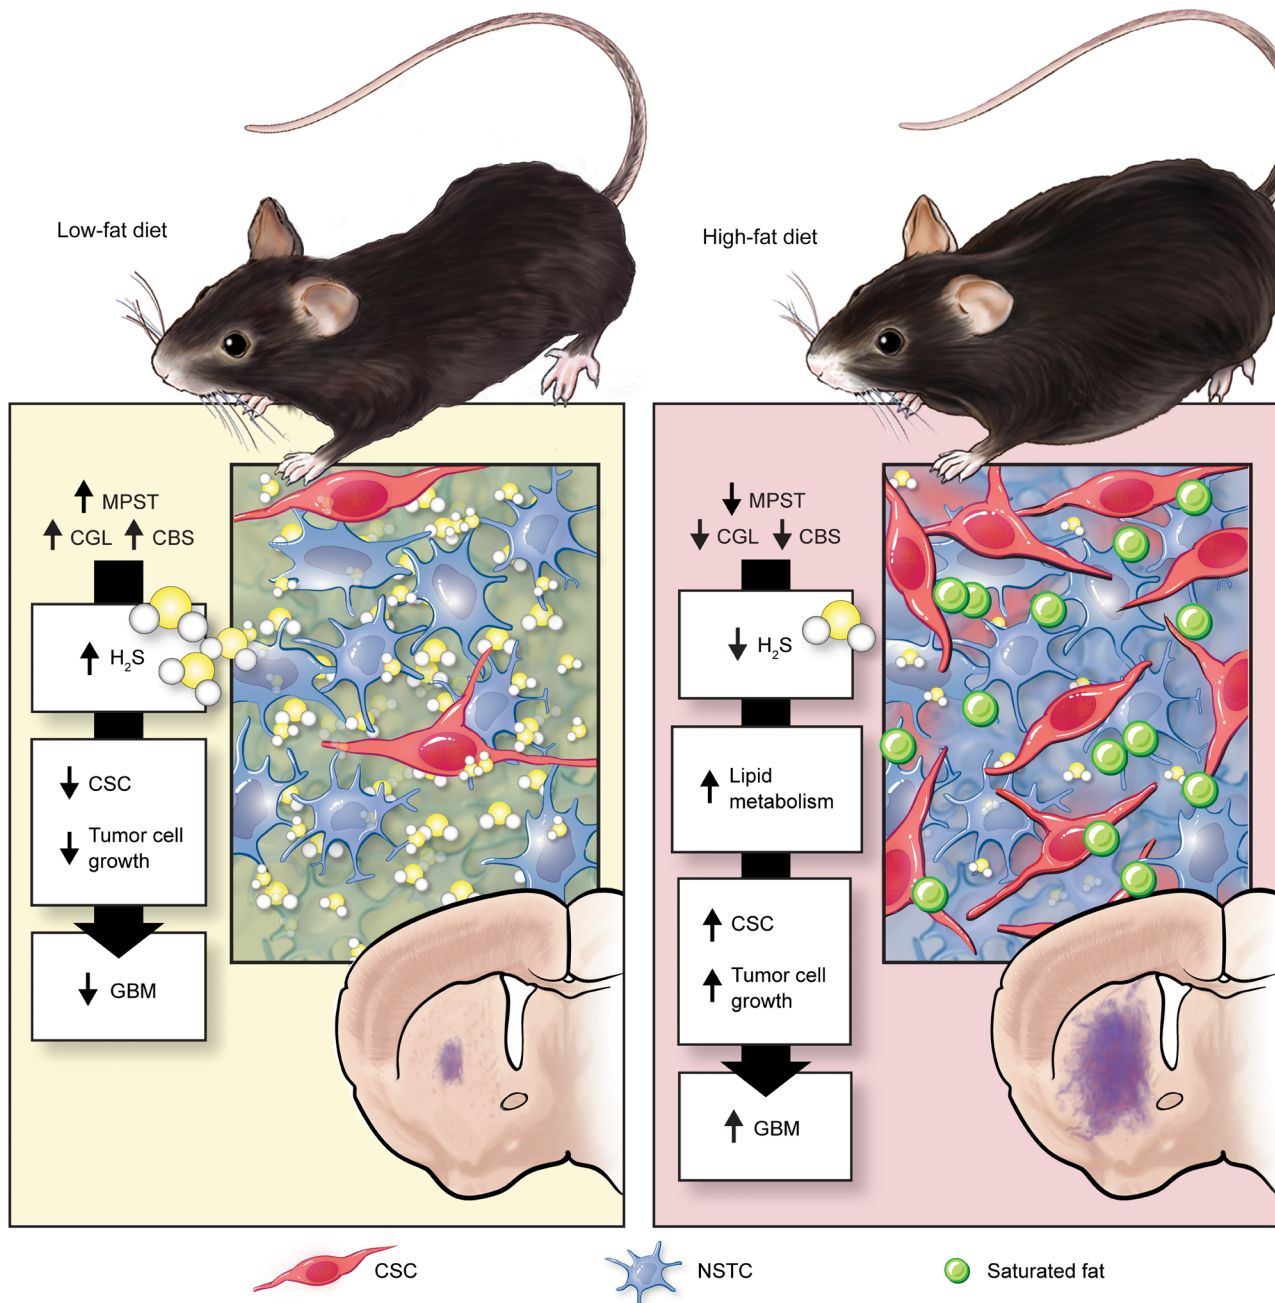 Low-fat diet
↑ MPST
↑ CGL ↑ CBS
↑ H₂S
↓ CSC
↓ Tumor cell
growth
↓ GBM
High-fat diet
↓ MPST
↓ CGL ↓ CBS
↓ H₂S
↑ Lipid
metabolism
↑ CSC
↑ Tumor cell
growth
↑ GBM
CSC
NSTC
Saturated fat